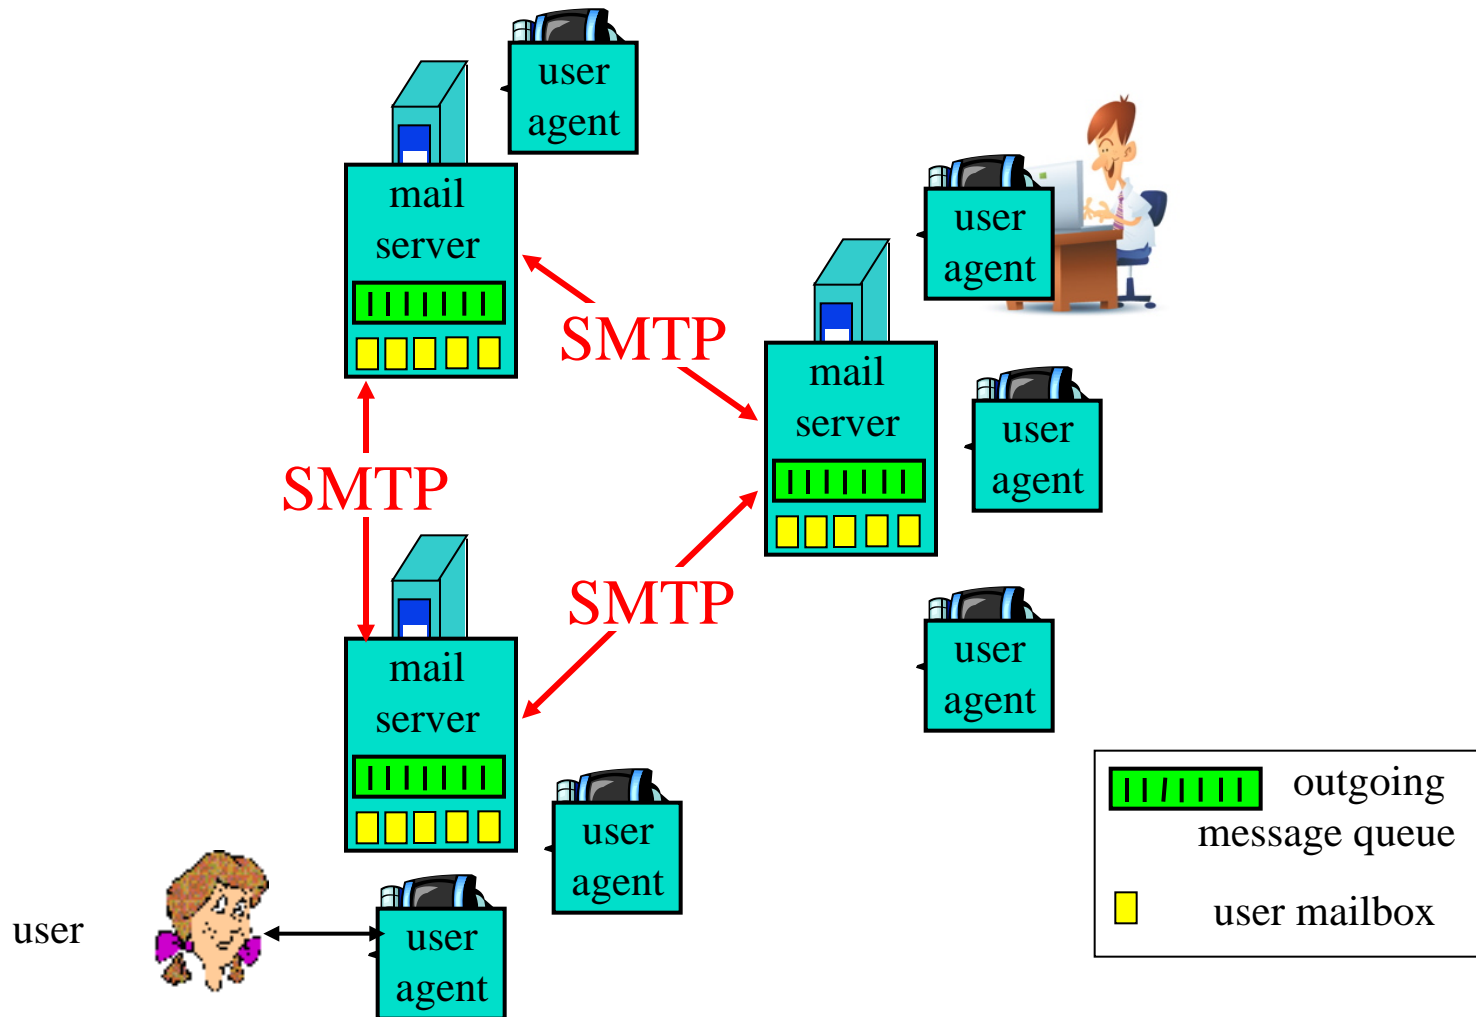 user
agent
mail
server
user
agent
SMTP
mail
server
user
agent
SMTP
SMTP
mail
server
user
agent
user
agent
outgoing
message queue
user mailbox
user
user
agent